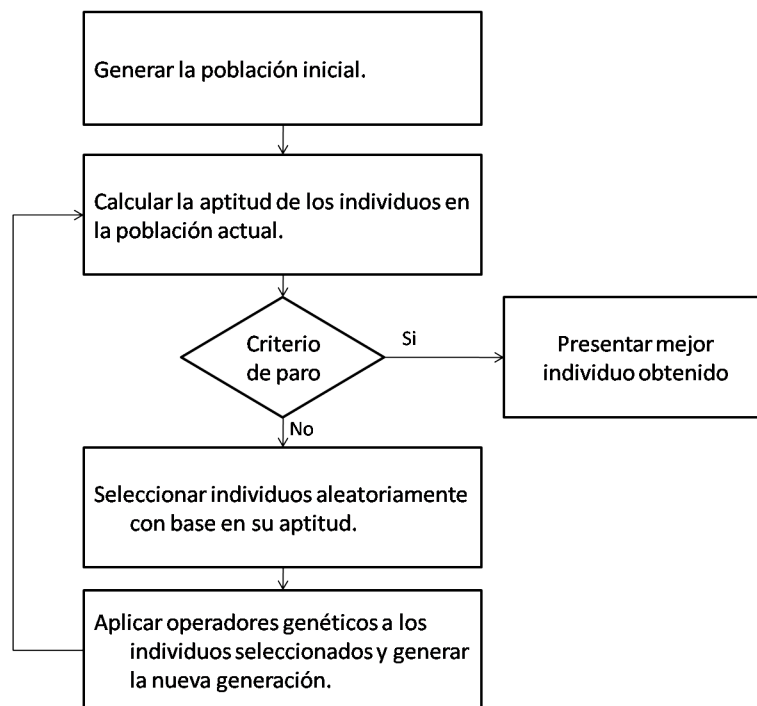 Generar la población inicial.
Calcular la aptitud de los individuos en
la población actual.
Criterio
de paro
Si
Presentar mejor
individuo obtenido
No
Seleccionar individuos aleatoriamente
con base en su aptitud.
Aplicar operadores genéticos a los
individuos seleccionados y generar
la nueva generación.